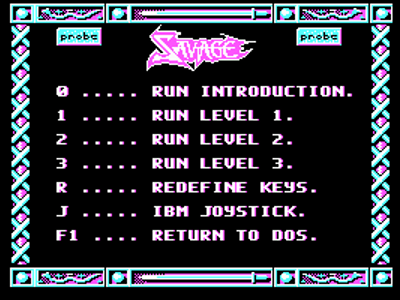 probe
SAVAGE
probe
0 ..... RUN INTRODUCTION.
1 ..... RUN LEVEL 1.
2 ..... RUN LEVEL 2.
3 ..... RUN LEVEL 3.
R ..... REDEFINE KEYS.
J ..... IBM JOYSTICK.
F1 .... RETURN TO DOS.